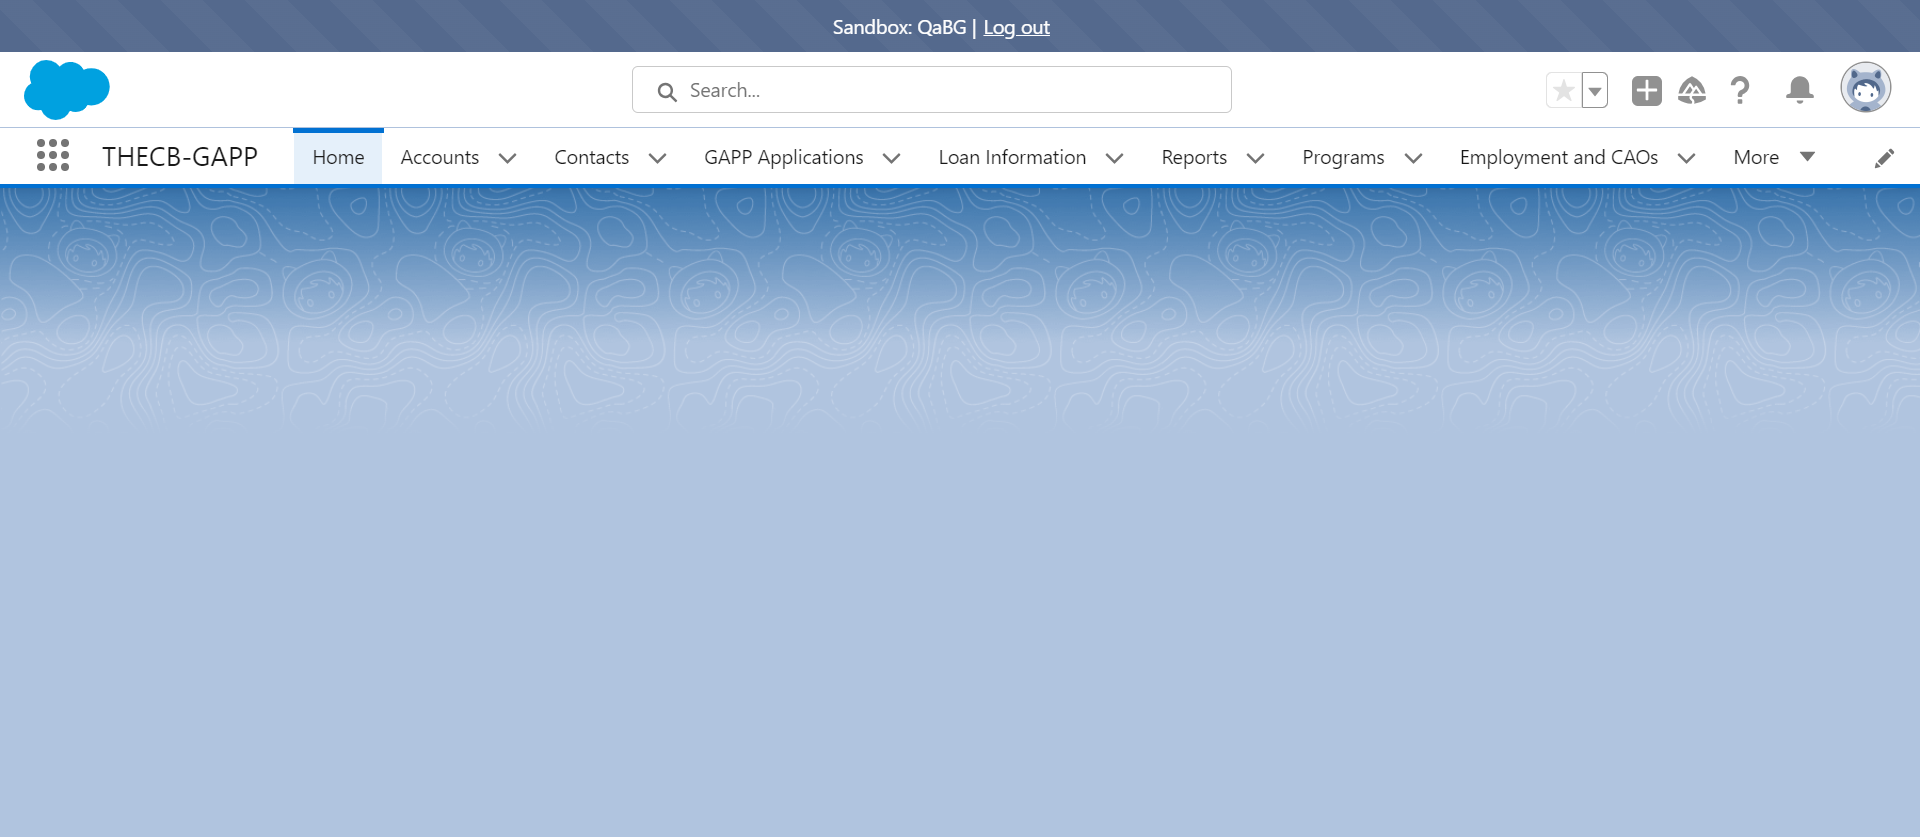 Sandbox: QaBG | Log out
Search...
THECB-GAPP Home Accounts Contacts GAPP Applications Loan Information Reports Programs Employment and CAOs More